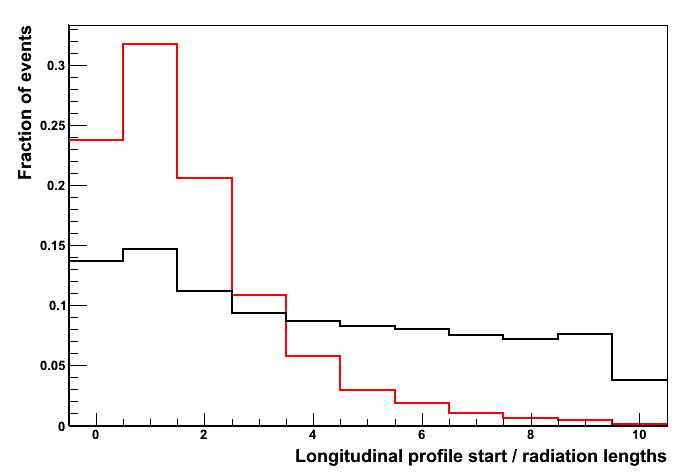 Fraction of events
0.3
0.25
0.2
0.15
0.1
0.05
0
0 2 4 6 8 10
Longitudinal profile start / radiation lengths